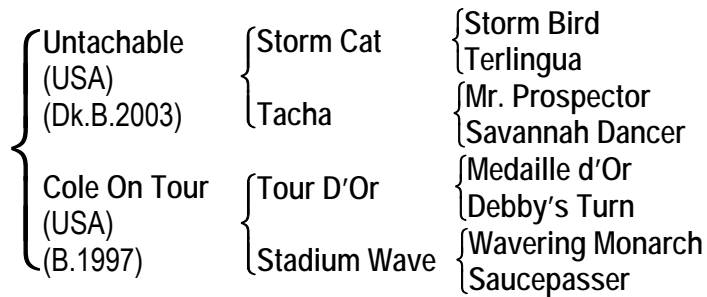 Untachable
(USA)
(Dk.B.2003)
Storm Cat
Storm Bird
Terlingua
Tacha
Mr. Prospector
Savannah Dancer
Cole On Tour
(USA)
(B.1997)
Tour D'Or
Medaille d'Or
Debby's Turn
Stadium Wave
Wavering Monarch
Saucepasser